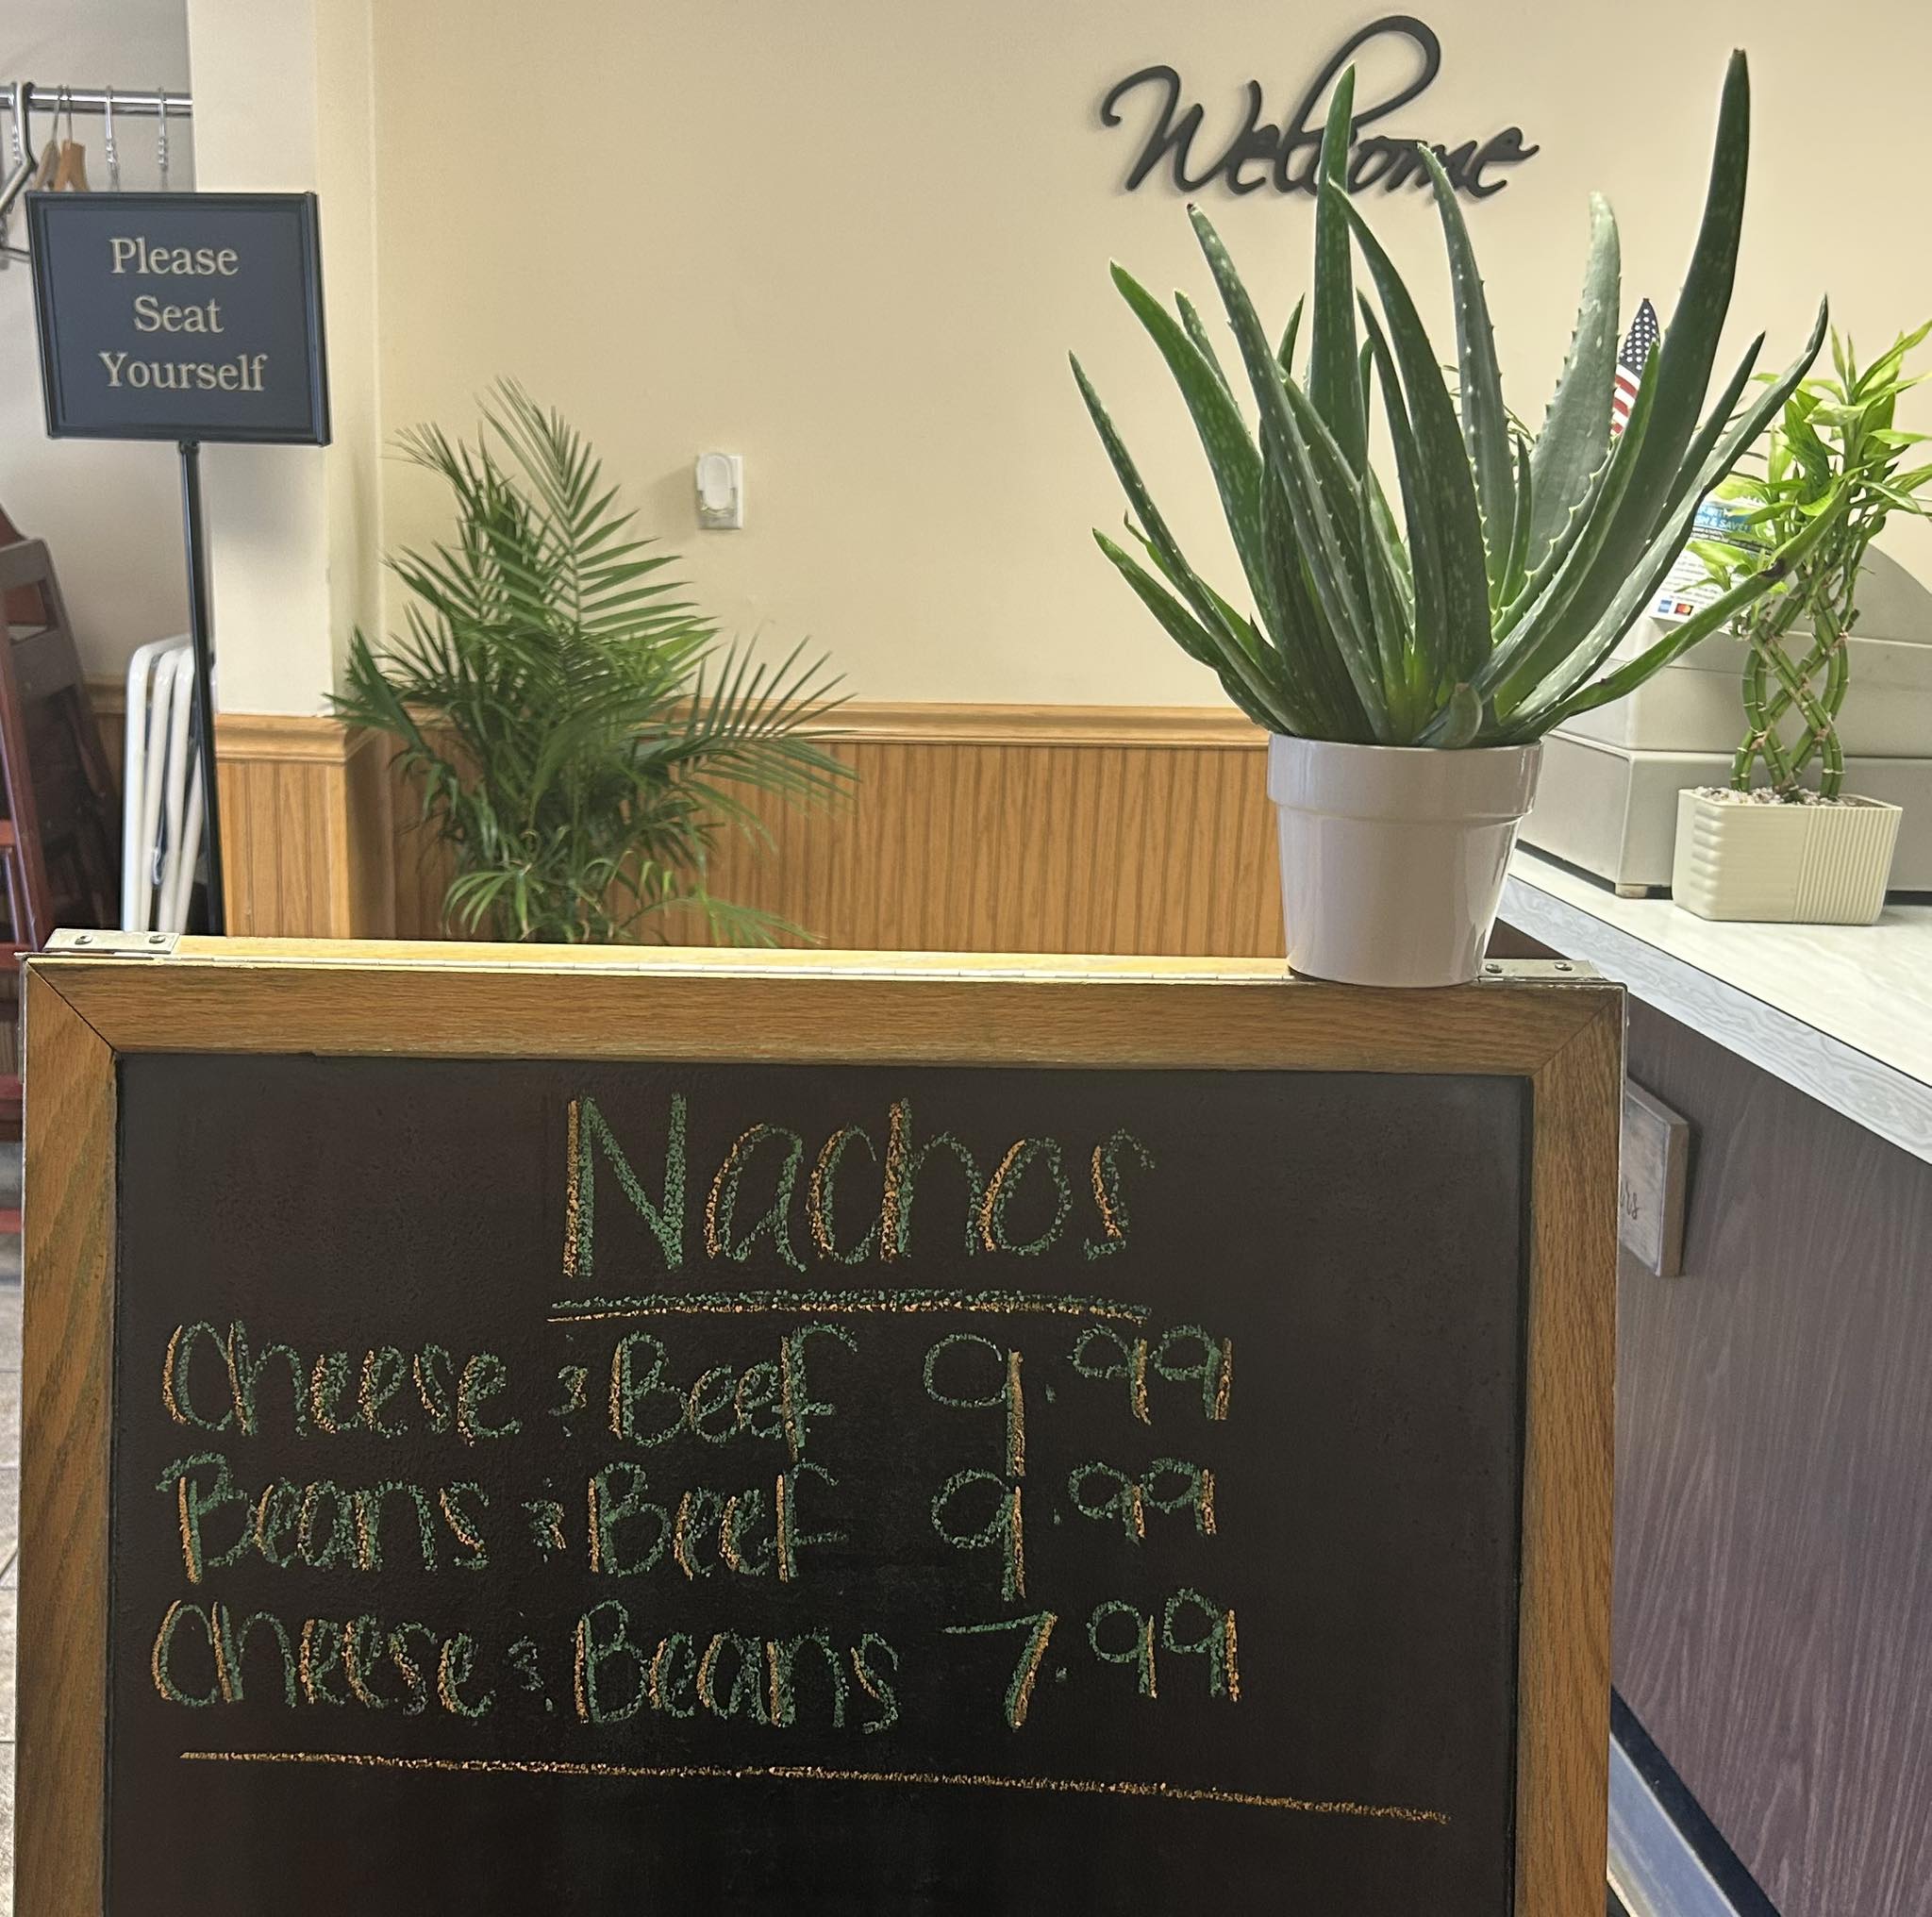 Welcome
Please
Seat
Yourself
Nachos
Cheese & Beef 9.99
Beans & Beef 9.99
Cheese & Beans 7.99